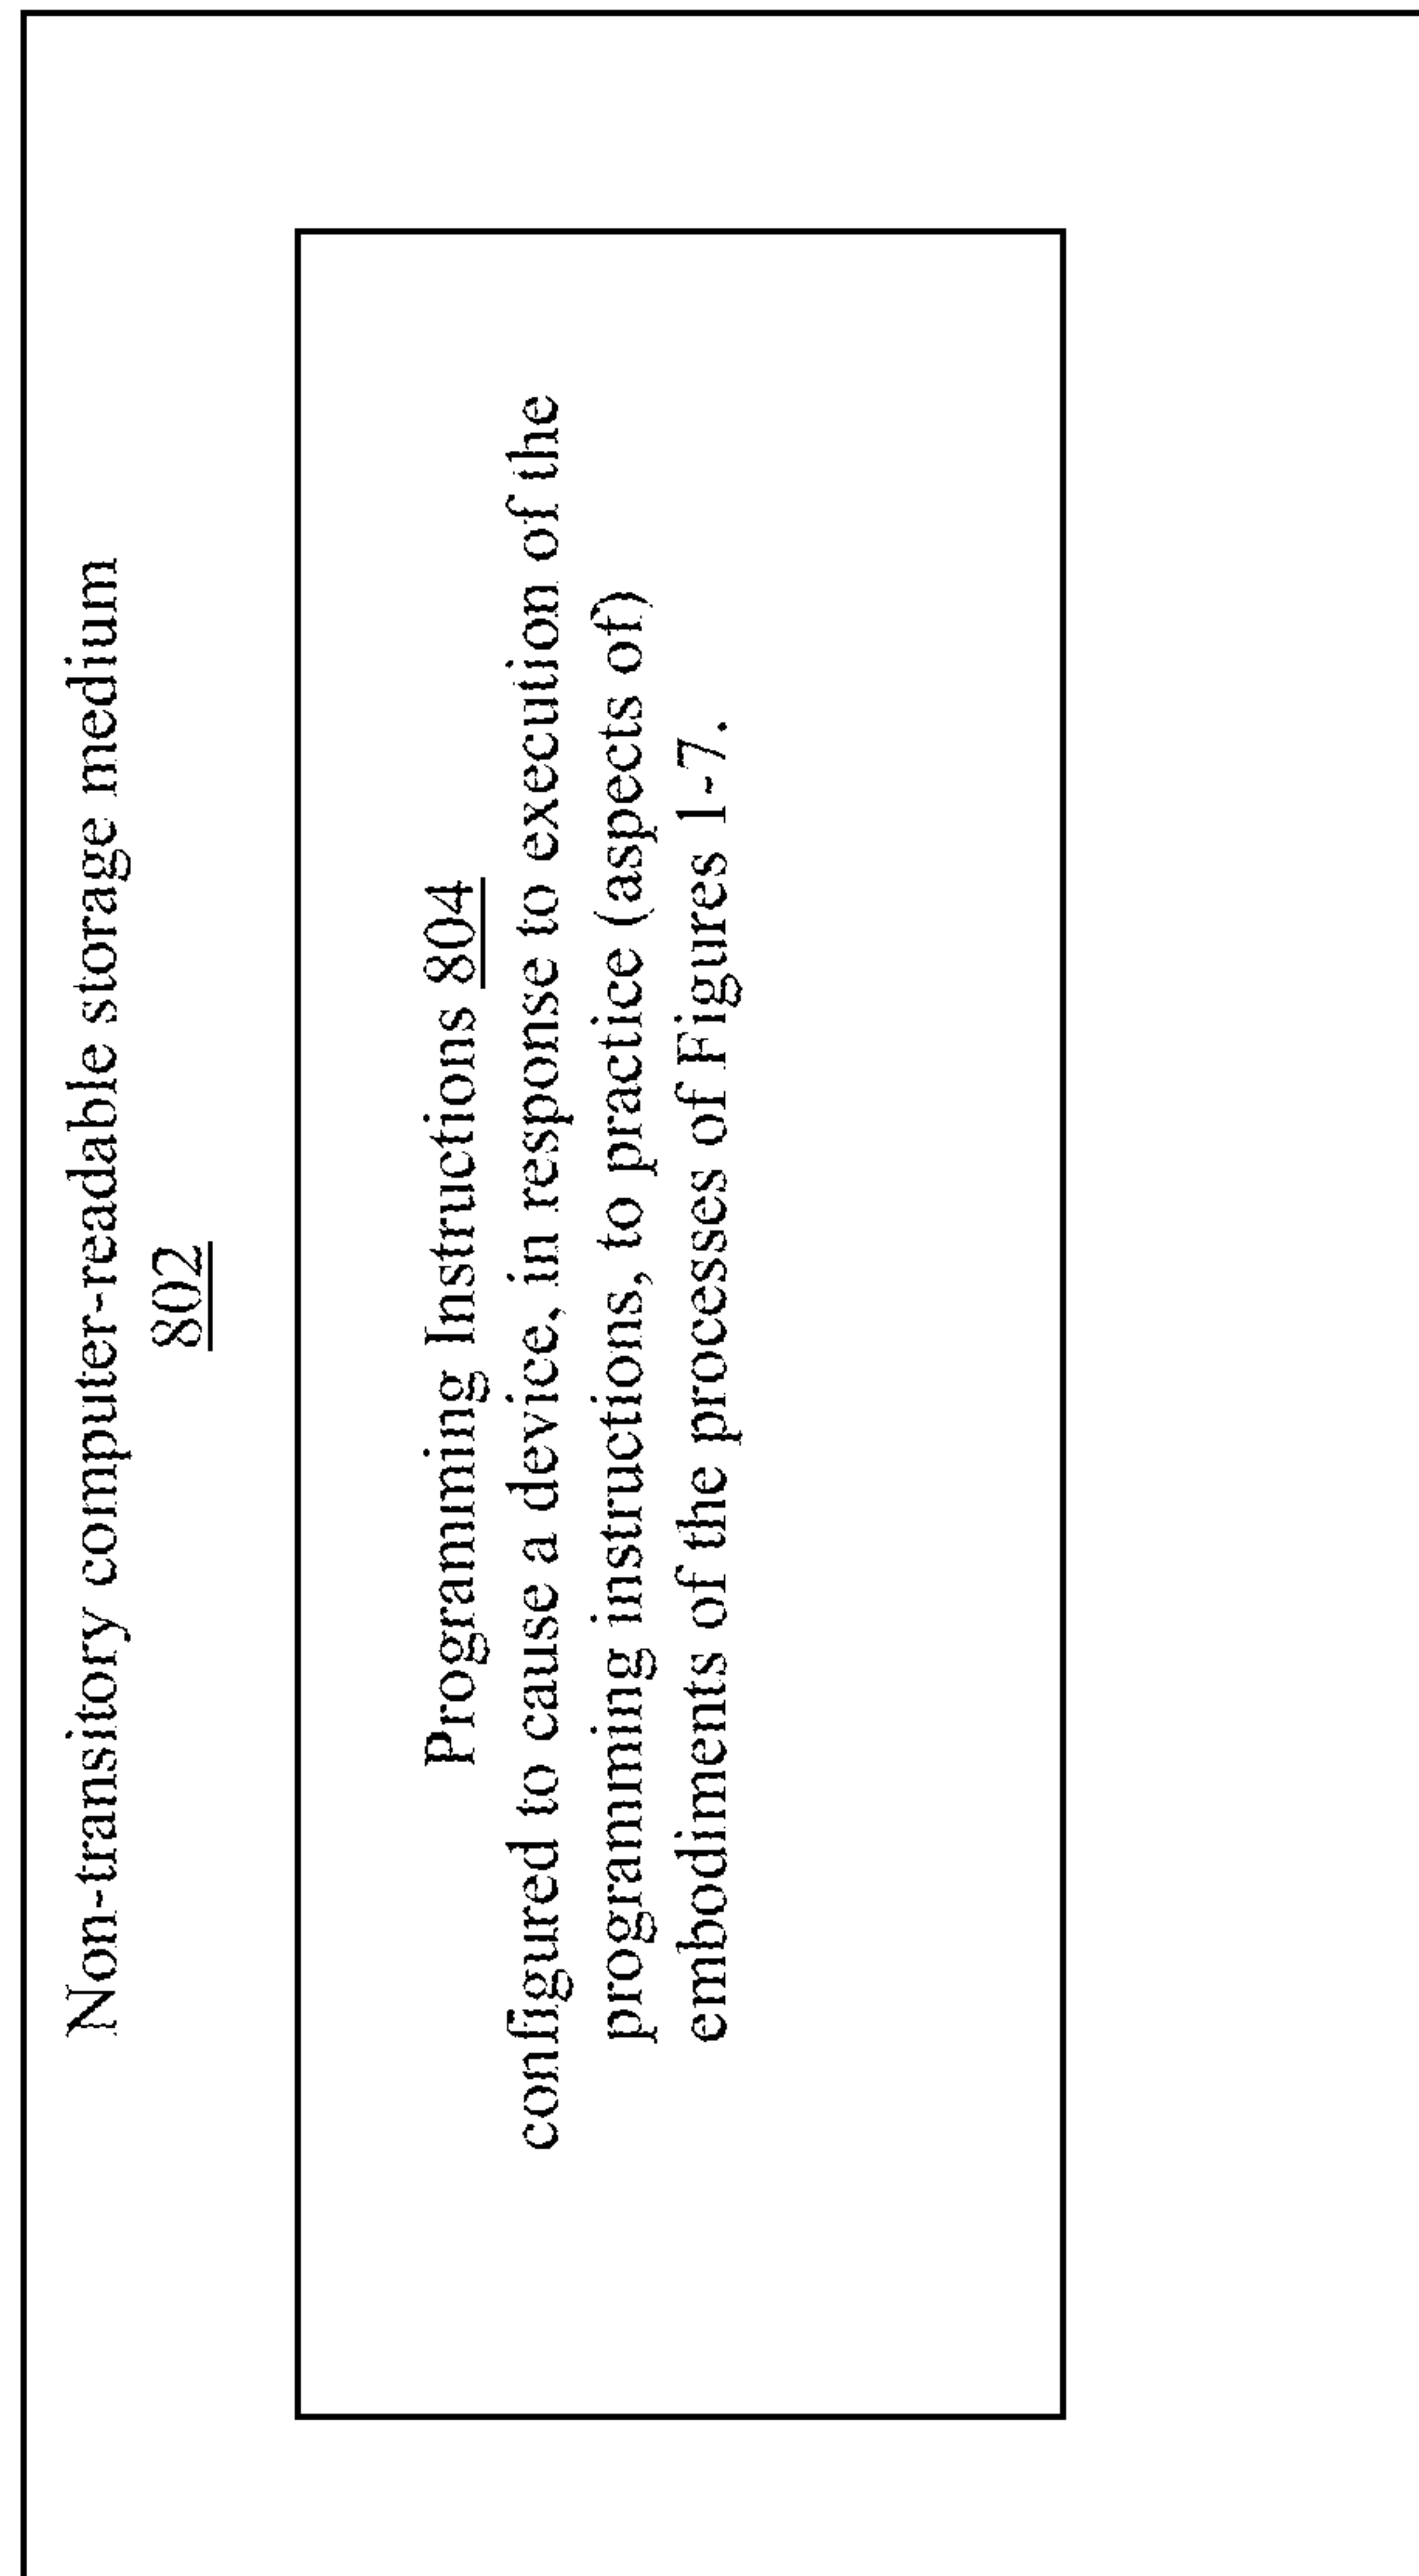 Non-transitory computer-readable storage medium
802
Programming Instructions 804
configured to cause a device, in response to execution of the
programming instructions, to practice (aspects of)
embodiments of the processes of Figures 1-7.